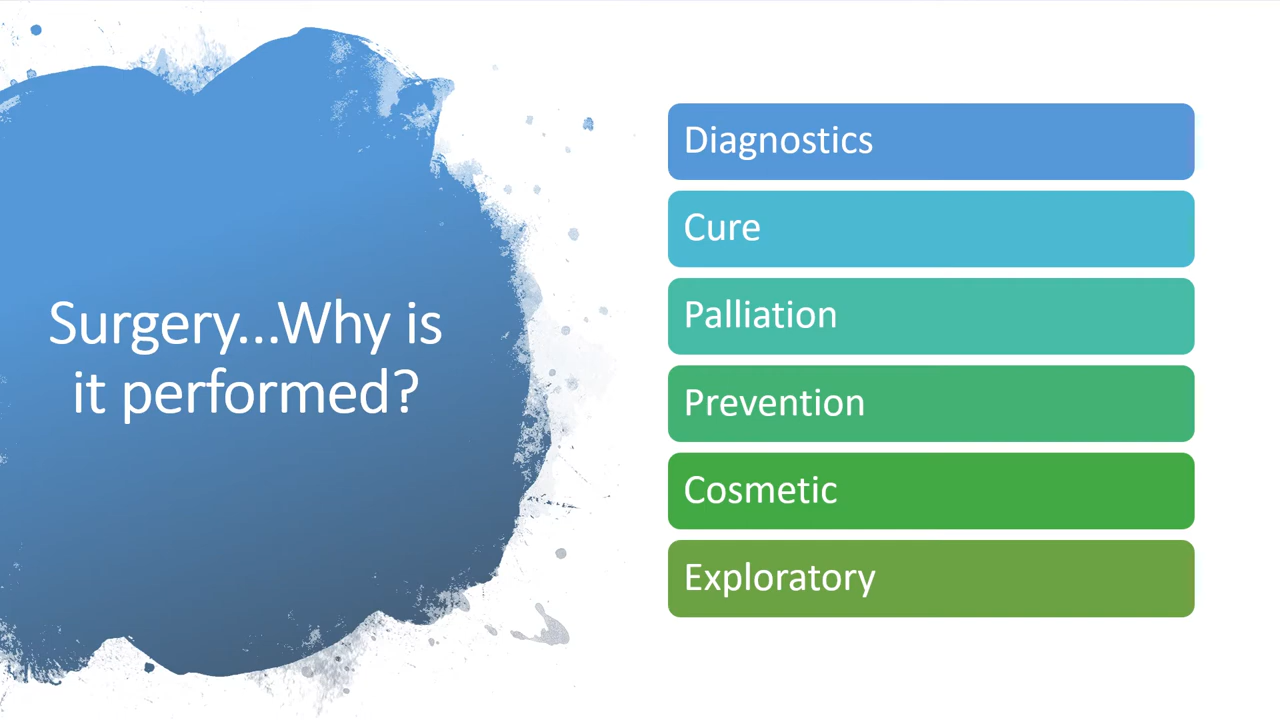 Surgery...Why is
it performed?
Diagnostics
Cure
Palliation
Prevention
Cosmetic
Exploratory